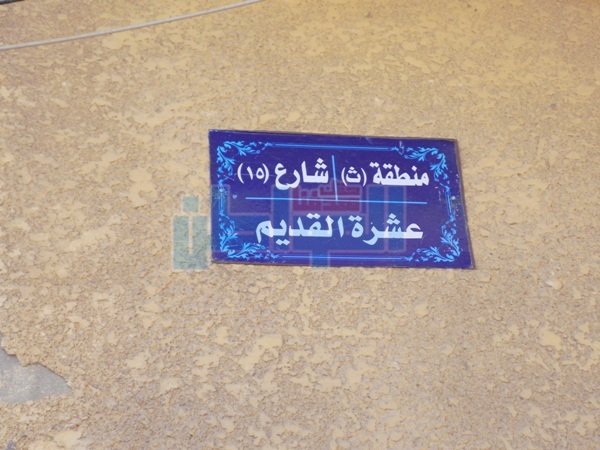 منطقة (ث) | شارع (١٥)
عشرة القديم